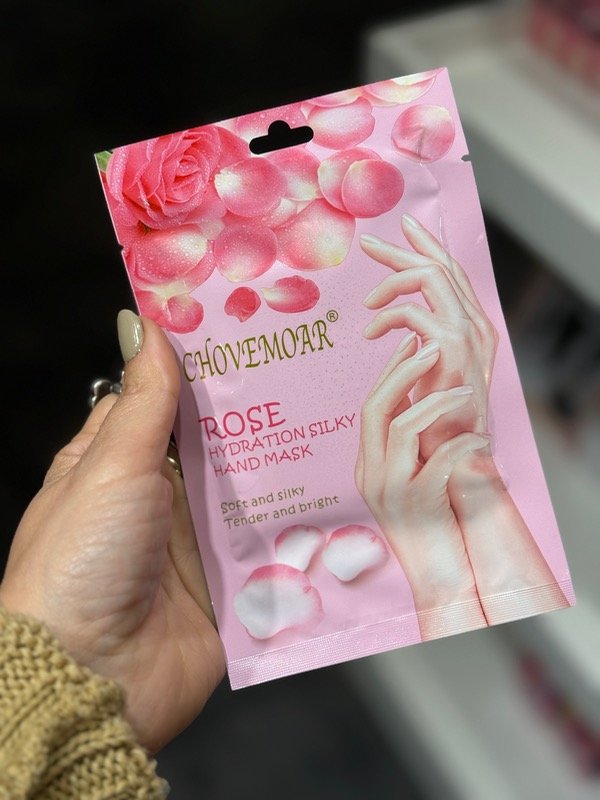 CHOVEMOAR®
ROSE
HYDRATION SILKY
HAND MASK
Soft and silky
Tender and bright